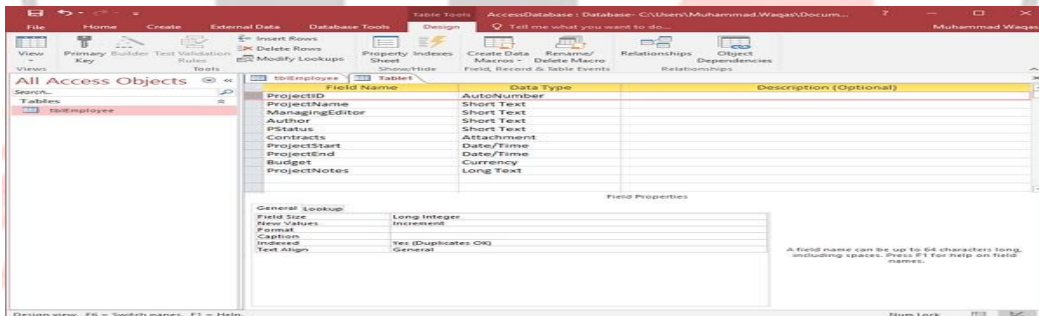 Table Tools AccessDatabase : Database- C:\Users\Muhammad.Waqas\Docum... ?
File Home Create External Data Database Tools Design Tell me what you want to do... Muhammad Waqas
View Primary Key Builder Test Validation Rules Insert Rows Delete Rows Modify Lookups Property Sheet Indexes Create Data Macros Rename/ Delete Macro Relationships Object Dependencies
Views Tools Show/Hide Field, Record & Table Events Relationships
All Access Objects
Search...
Tables
tblEmployee
tblEmployee Table1
Field Name Data Type Description (Optional)
ProjectID AutoNumber
ProjectName Short Text
ManagingEditor Short Text
Author Short Text
PStatus Short Text
Contracts Attachment
ProjectStart Date/Time
ProjectEnd Date/Time
Budget Currency
ProjectNotes Long Text
Field Properties
General Lookup
Field Size Long Integer
New Values Increment
Format
Caption
Indexed Yes (Duplicates OK)
Text Align General
A field name can be up to 64 characters long,
including spaces. Press F1 for help on field
names.
Design view. F6 = Switch panes. F1 = Help. Num Lock